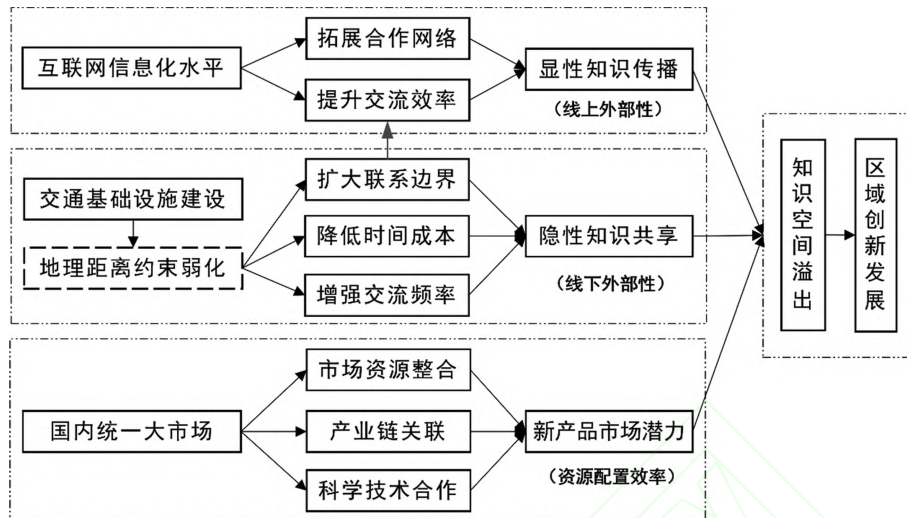 互联网信息化水平
拓展合作网络
提升交流效率
显性知识传播
（线上外部性）
交通基础设施建设
地理距离约束弱化
扩大联系边界
降低时间成本
增强交流频率
隐性知识共享
（线下外部性）
国内统一大市场
市场资源整合
产业链关联
科学技术合作
新产品市场潜力
（资源配置效率）
知识空间溢出
区域创新发展